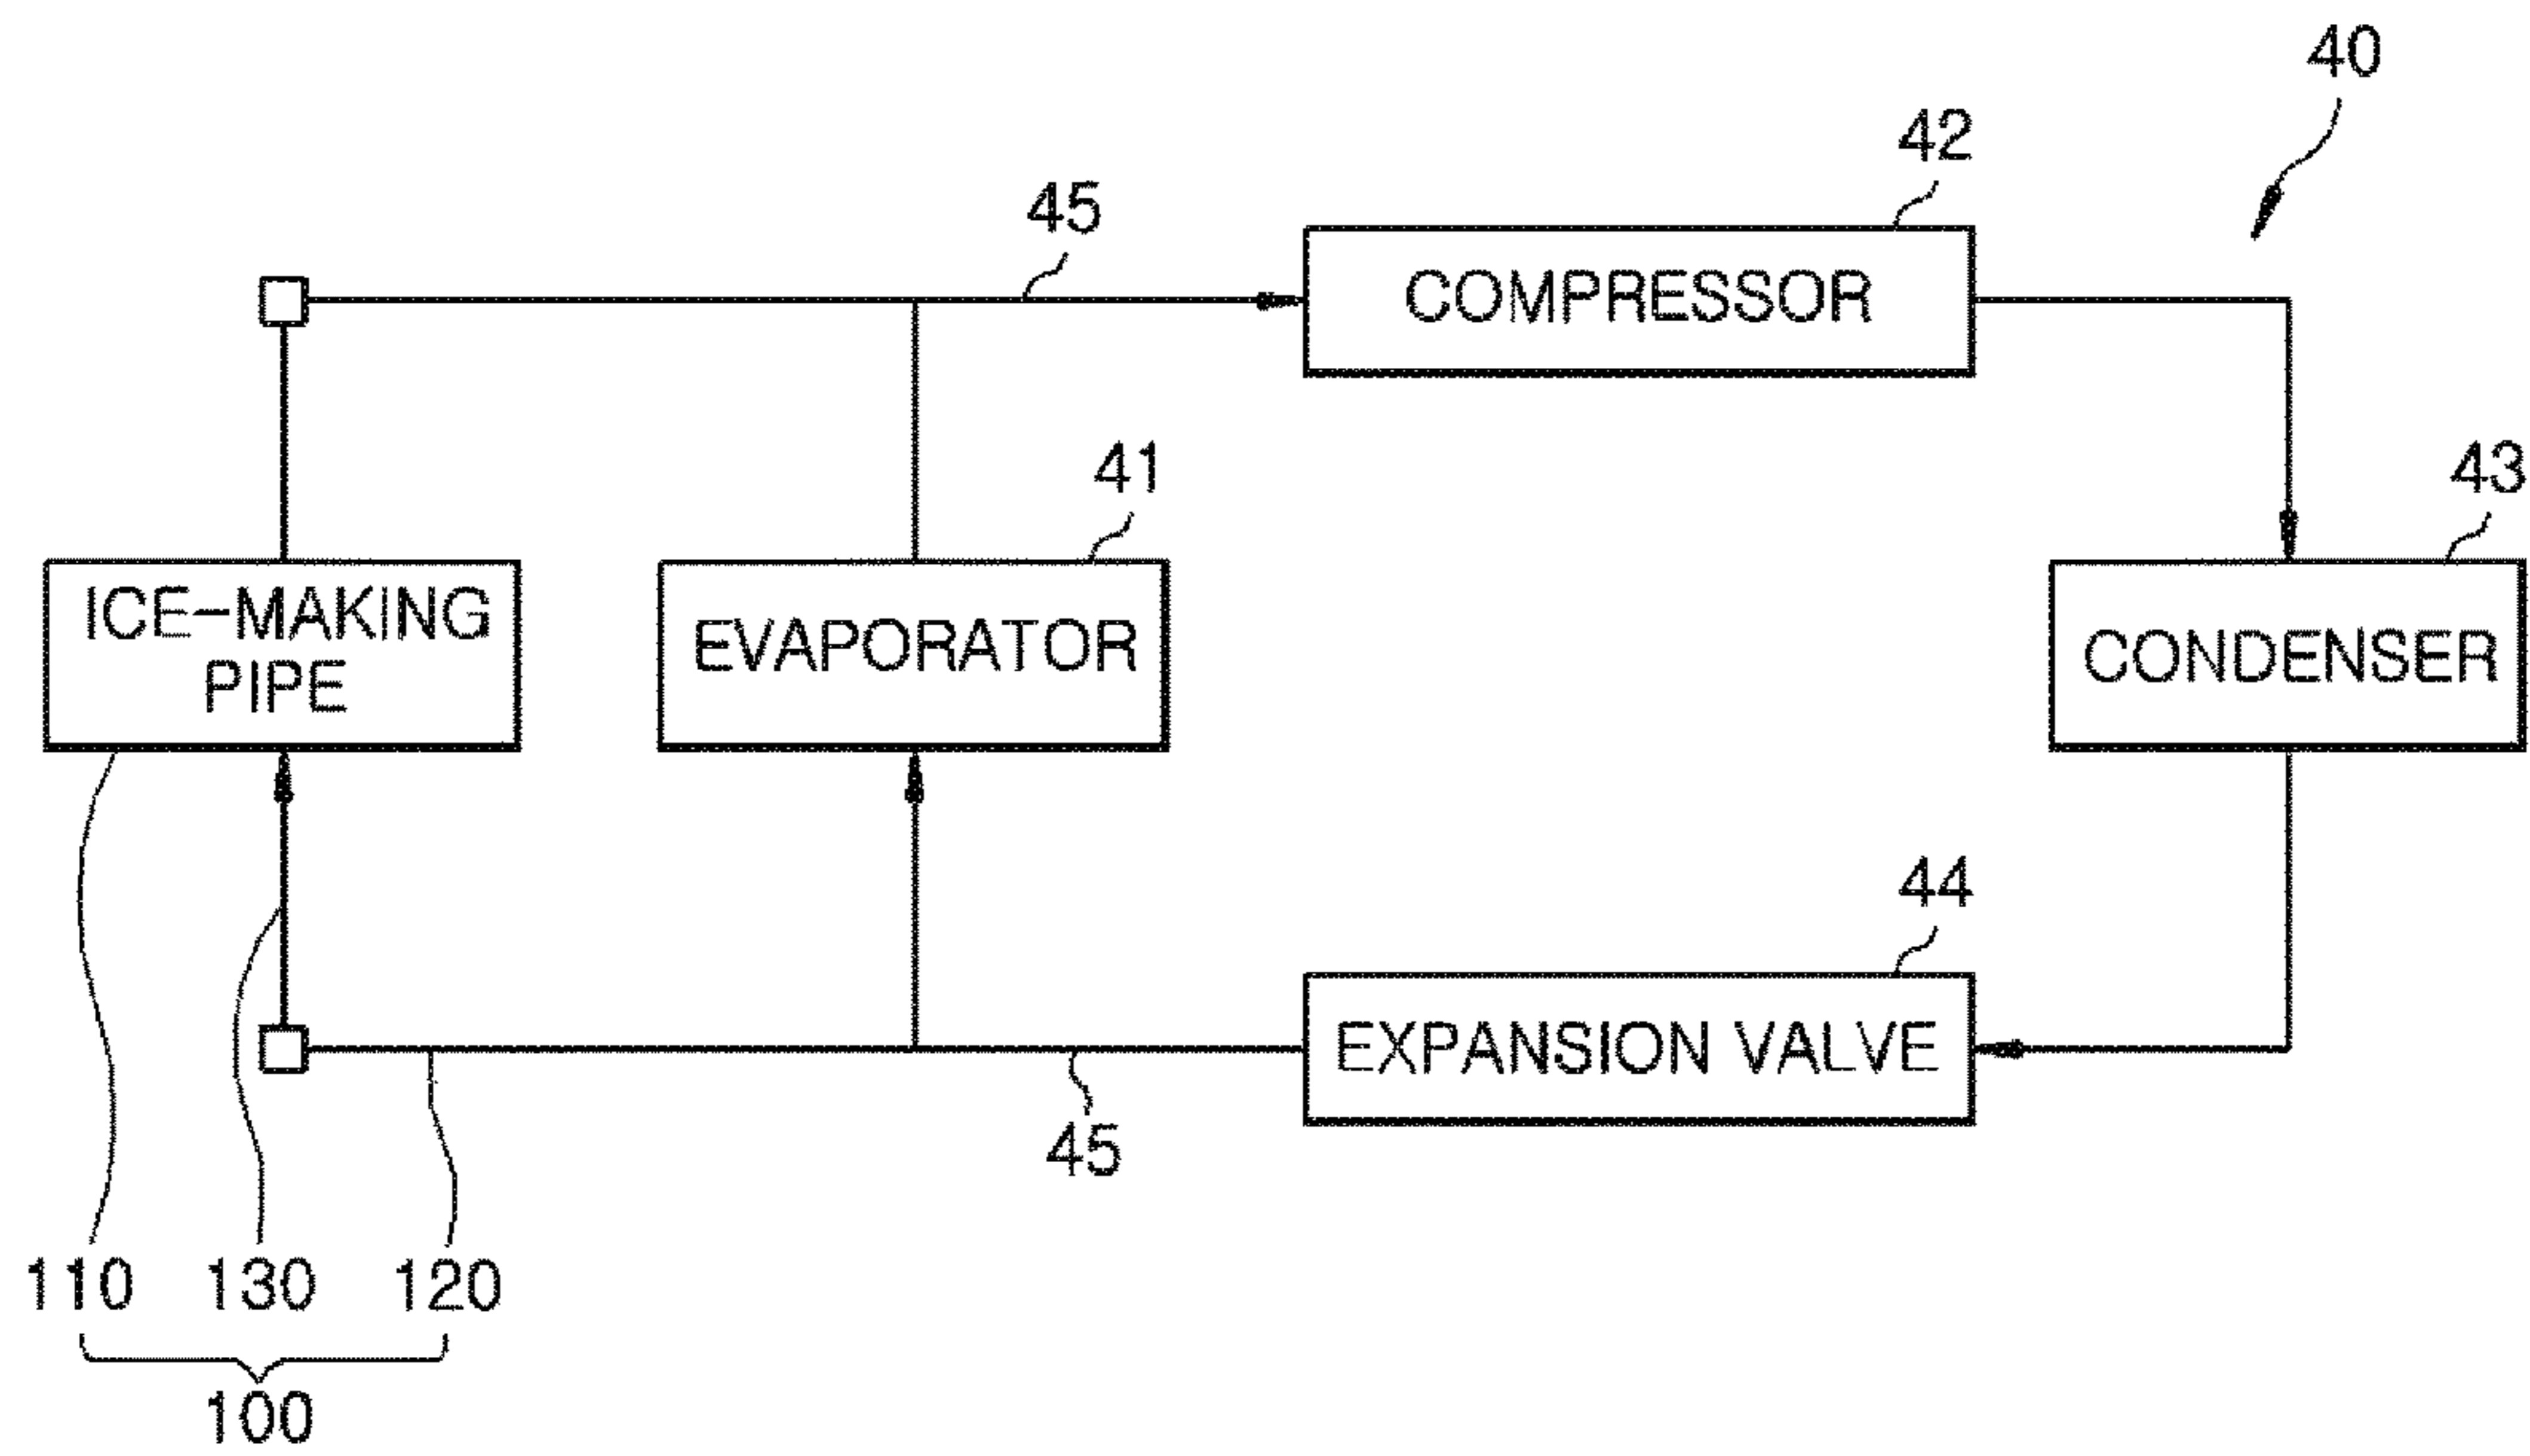 40
42
45
COMPRESSOR
41
43
ICE-MAKING
PIPE
EVAPORATOR
CONDENSER
44
EXPANSION VALVE
45
110 130 120
100